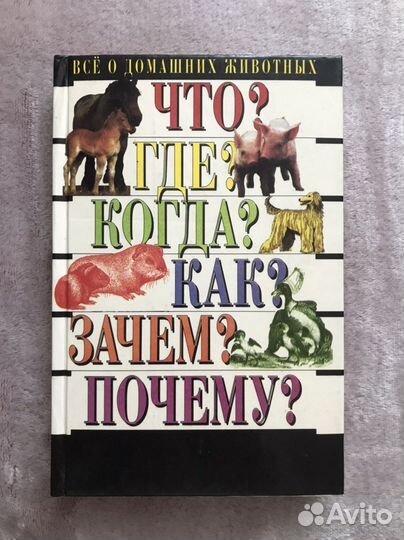 ВСЁ О ДОМАШНИХ ЖИВОТНЫХ
ЧТО?
ГДЕ?
КОГДА?
КАК?
ЗАЧЕМ?
ПОЧЕМУ?
Avito